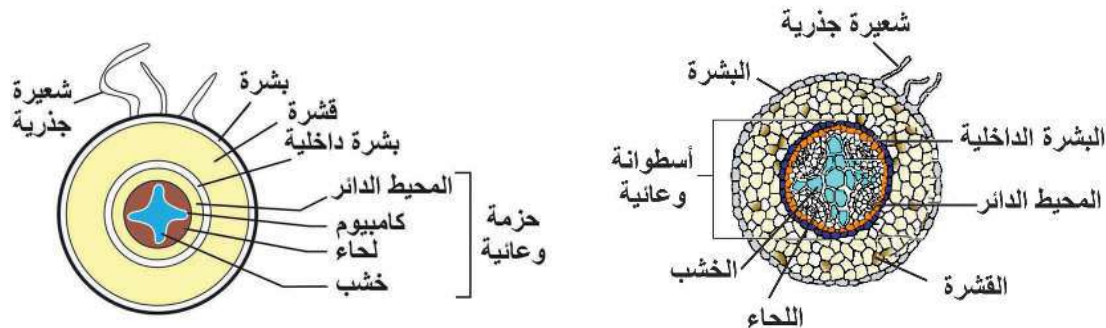 شعيرة
جذرية
بشرة
قشرة
بشرة داخلية
المحيط الدائر
كامبيوم
لحاء
خشب
حزمة
وعائية
شعيرة جذرية
البشرة
البشرة الداخلية
أسطوانة
وعائية
المحيط الدائر
الخشب
القشرة
اللحاء